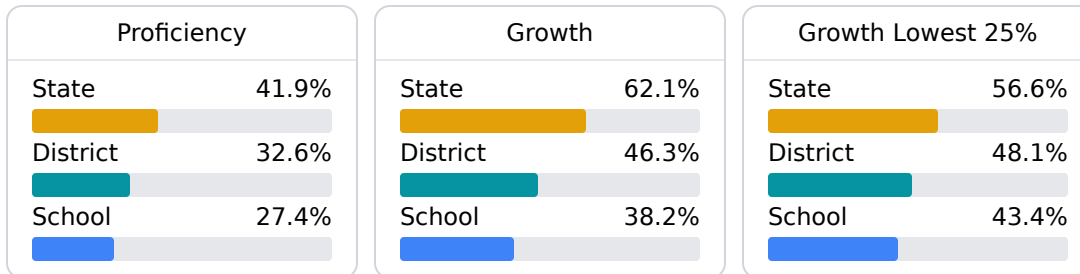 Proficiency
State 41.9%
District 32.6%
School 27.4%
Growth
State 62.1%
District 46.3%
School 38.2%
Growth Lowest 25%
State 56.6%
District 48.1%
School 43.4%